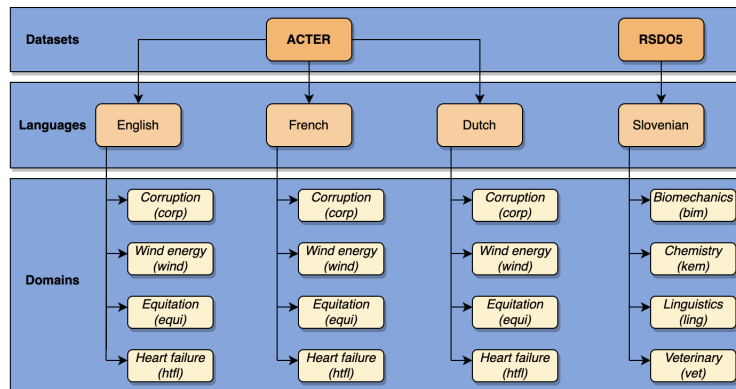 Datasets
ACTER
RSDO5
Languages
English
French
Dutch
Slovenian
Domains
Corruption
(corp)
Corruption
(corp)
Corruption
(corp)
Biomechanics
(bim)
Wind energy
(wind)
Wind energy
(wind)
Wind energy
(wind)
Chemistry
(kem)
Equitation
(equi)
Equitation
(equi)
Equitation
(equi)
Linguistics
(ling)
Heart failure
(htfl)
Heart failure
(htfl)
Heart failure
(htfl)
Veterinary
(vet)